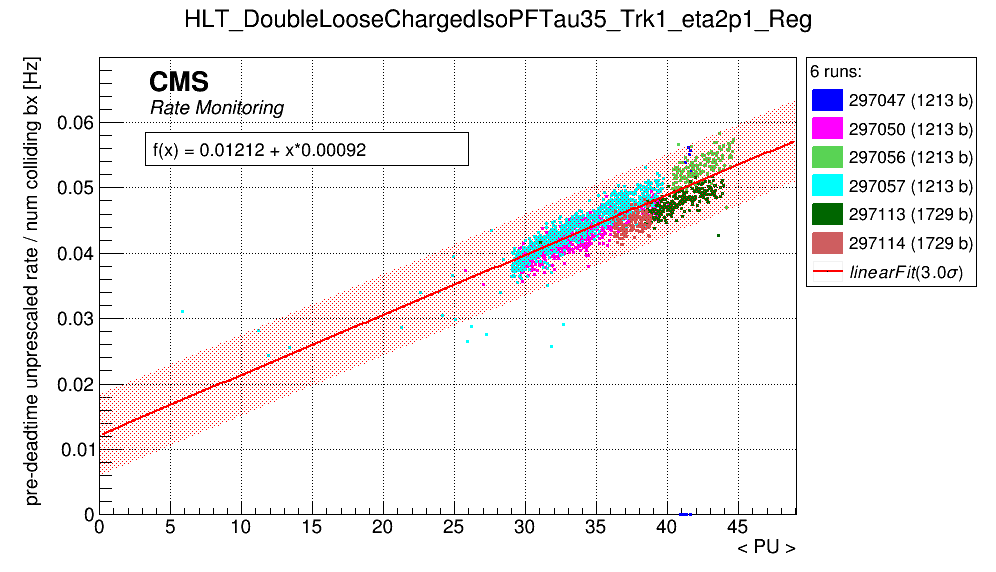 HLT_DoubleLooseChargedIsoPFTau35_Trk1_eta2p1_Reg
pre-deadtime unprescaled rate / num colliding bx [Hz]
CMS
Rate Monitoring
f(x) = 0.01212 + x*0.00092
0.06
0.05
0.04
0.03
0.02
0.01
0
0 5 10 15 20 25 30 35 40 45
< PU >
6 runs:
297047 (1213 b)
297050 (1213 b)
297056 (1213 b)
297057 (1213 b)
297113 (1729 b)
297114 (1729 b)
linearFit(3.0σ)